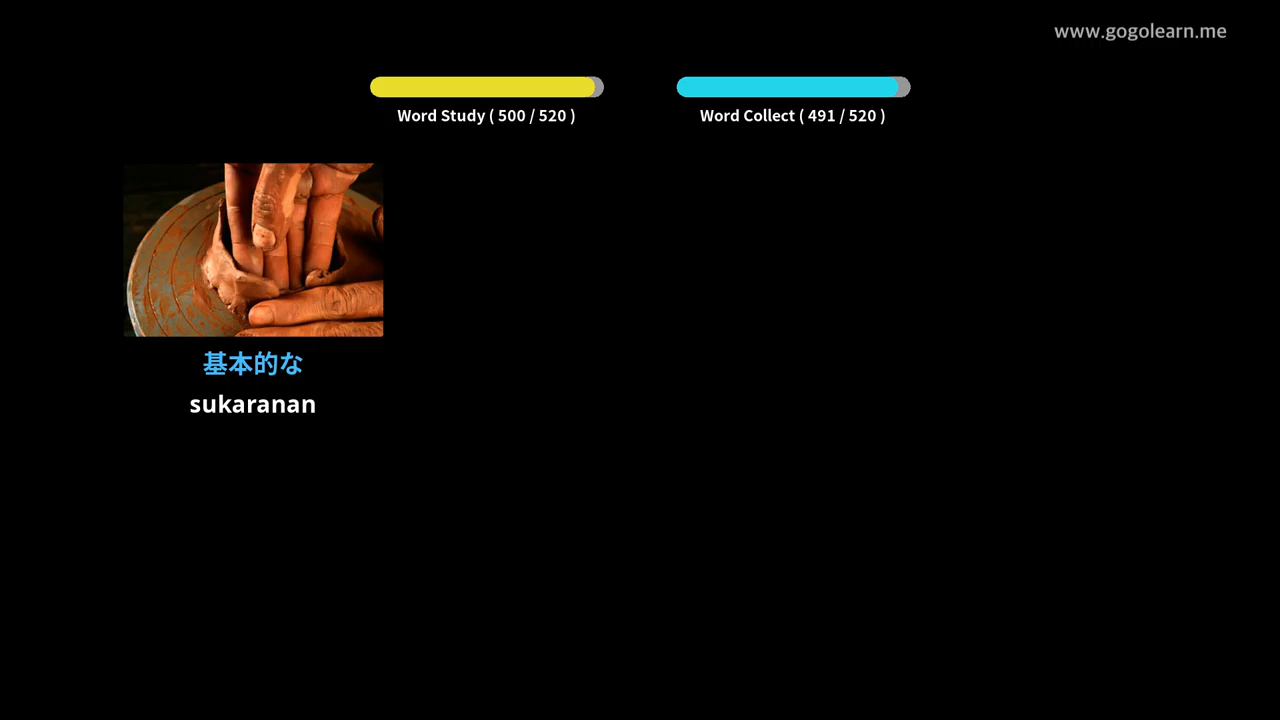 www.gogolearn.me
Word Study ( 500 / 520 )
Word Collect ( 491 / 520 )
基本的な
sukaranan